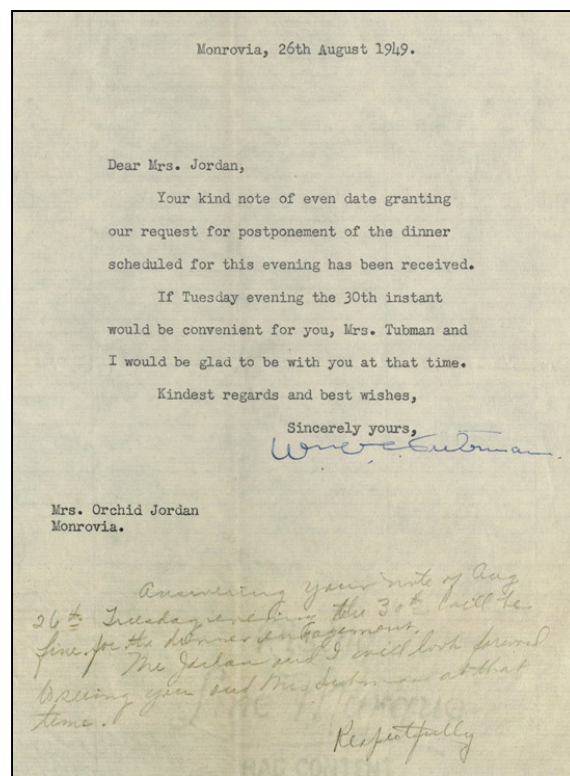 Monrovia, 26th August 1949.
Dear Mrs. Jordan,
Your kind note of even date granting
our request for postponement of the dinner
scheduled for this evening has been received.
If Tuesday evening the 30th instant
would be convenient for you, Mrs. Tubman and
I would be glad to be with you at that time.
Kindest regards and best wishes,
Sincerely yours,
Mrs. Orchid Jordan
Monrovia.
Answering your note of Aug
26th Tuesday evening the 30th will be
fine for the dinner engagement.
Mr Jordan and I will look forward
to seeing you and Mrs. Tubman at that
time.
Respectfully